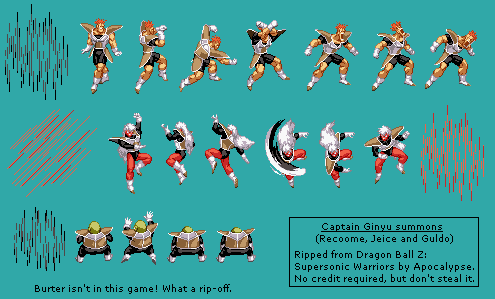 Captain Ginyu summons
(Recoome, Jeice and Guldo)
Ripped from Dragon Ball Z:
Supersonic Warriors by Apocalypse.
No credit required, but don't steal it.
Burter isn't in this game! What a rip-off.